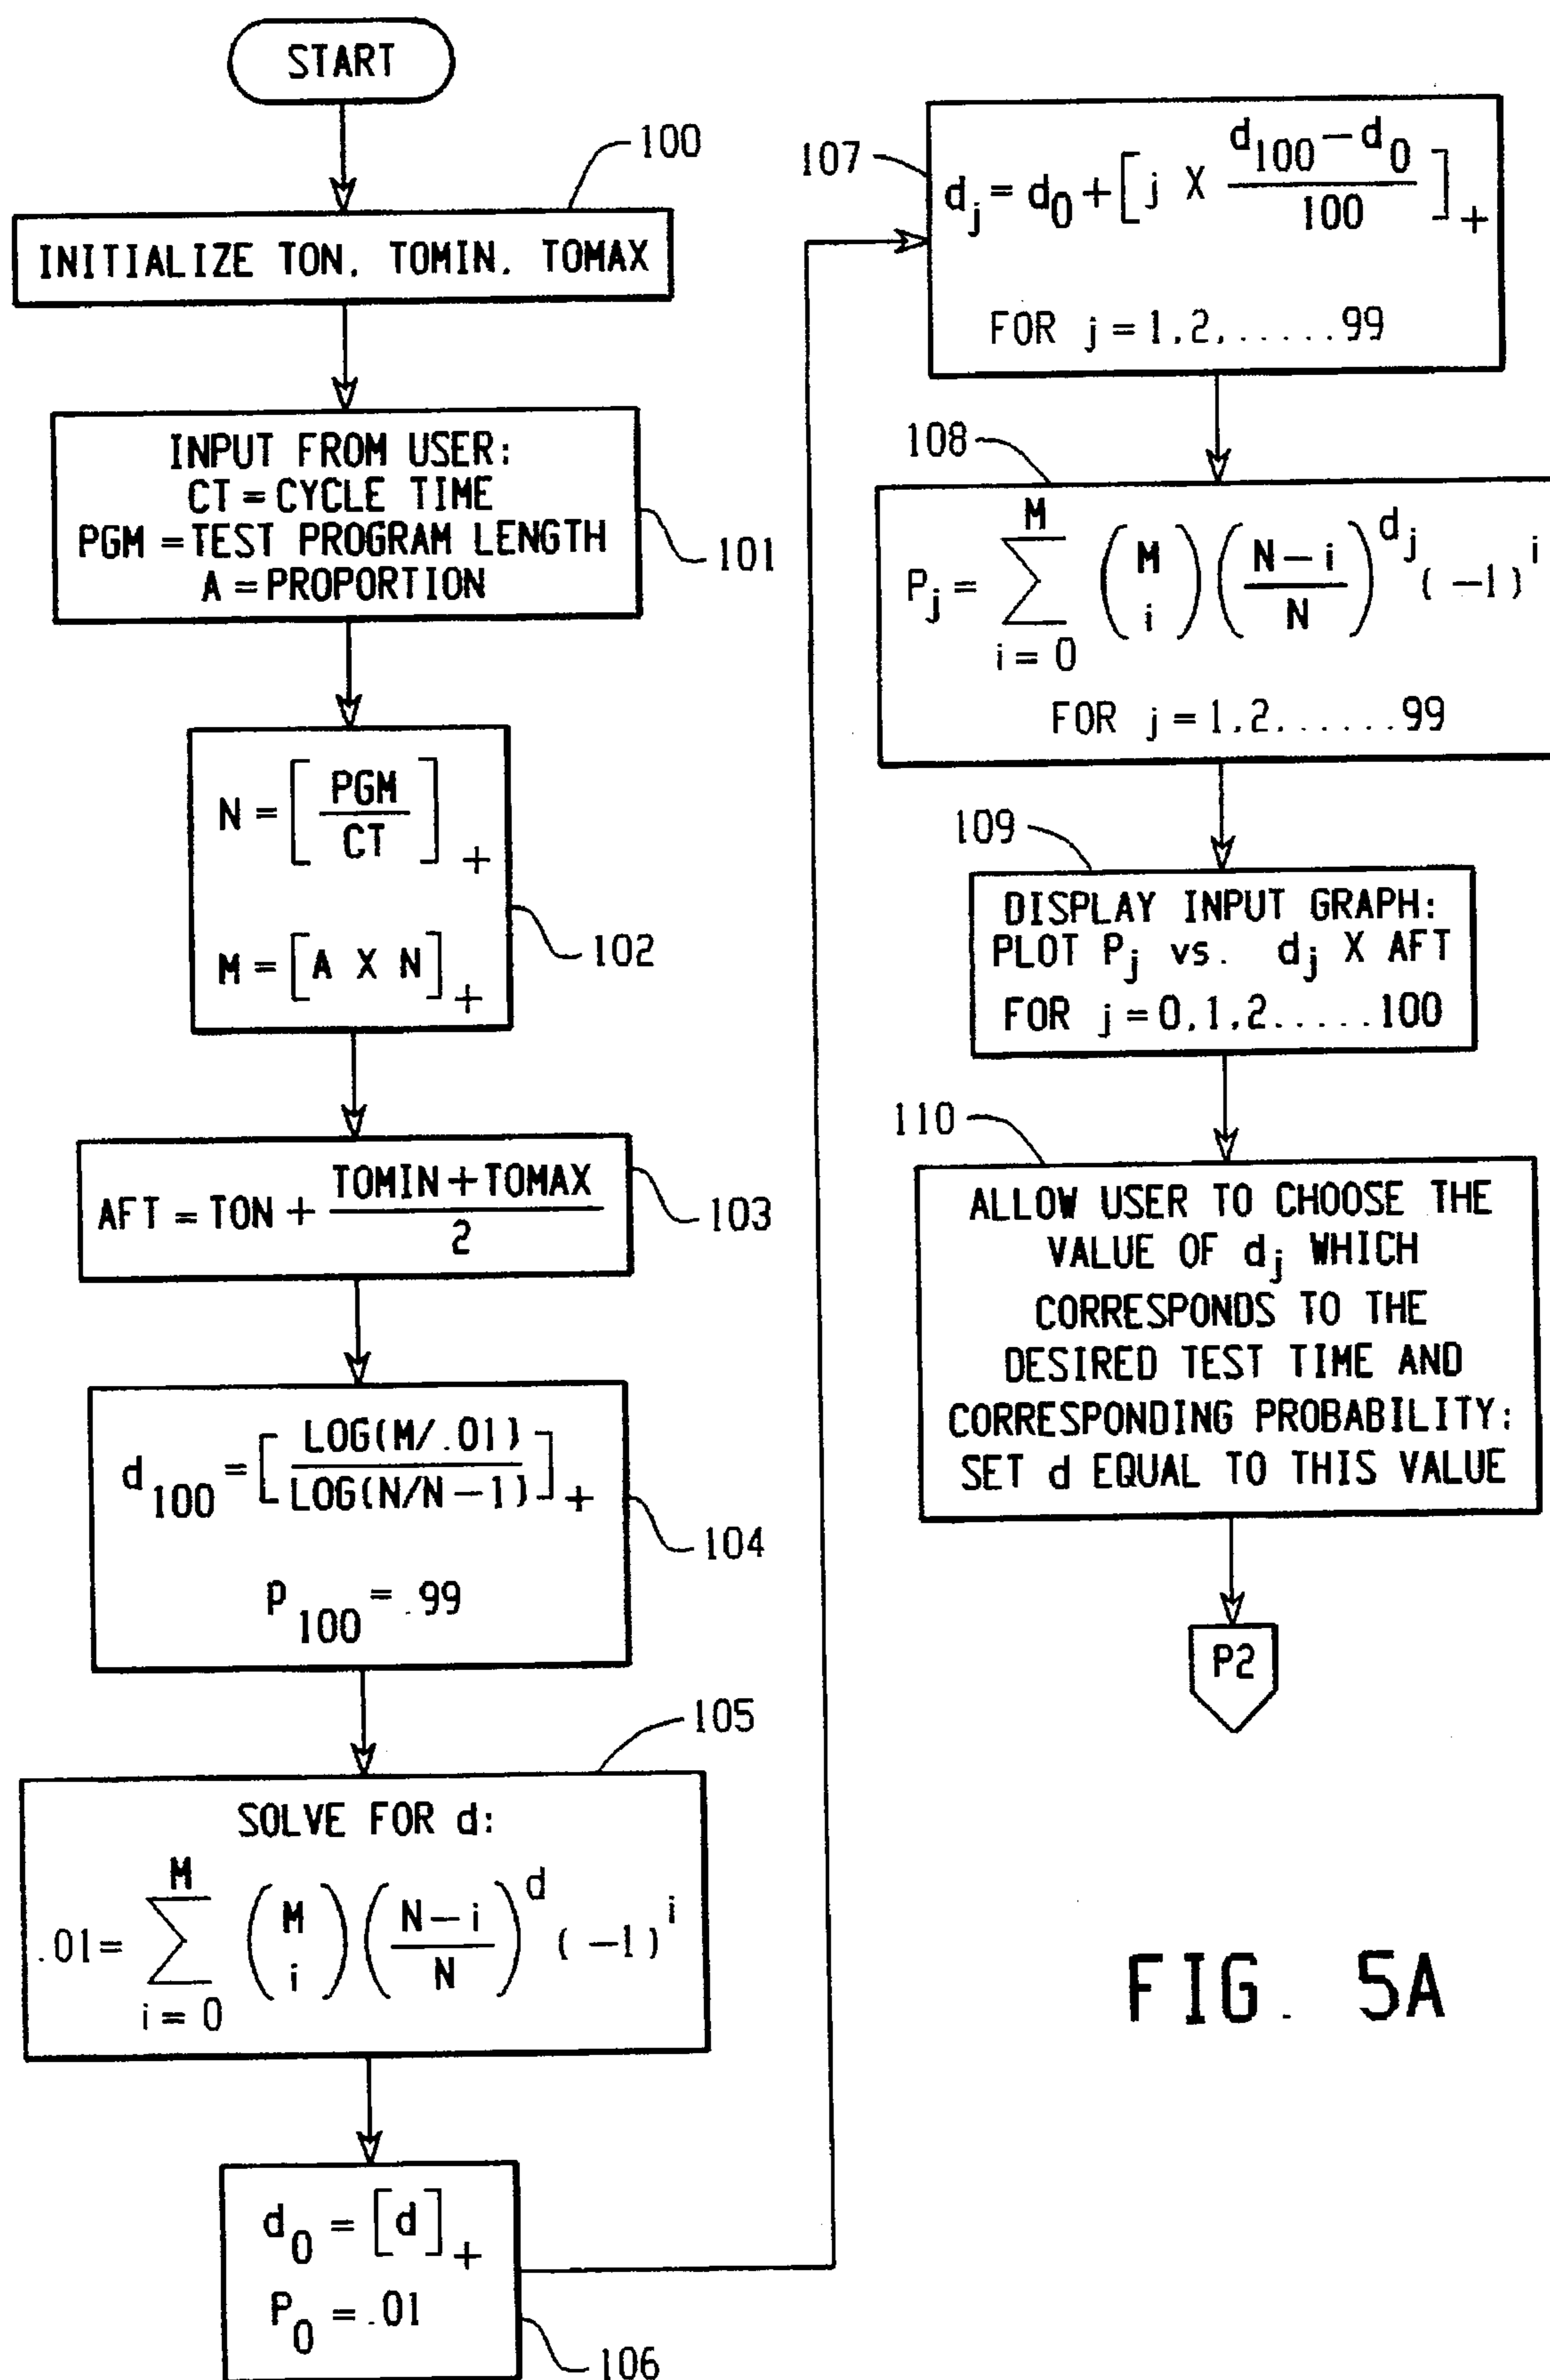 START
100
INITIALIZE TON, TOMIN, TOMAX
INPUT FROM USER:
CT = CYCLE TIME
PGM = TEST PROGRAM LENGTH
A = PROPORTION
101
N = [ PGM / CT ]+
M = [A X N]+
102
AFT = TON + TOMIN + TOMAX / 2
103
d100 = [ LOG(M/.01) / LOG(N/N-1) ]+
P100 = .99
104
105
SOLVE FOR d:
.01 = ∑ M i = 0 ( M i ) ( N-i / N )^d (-1)^i
d0 = [d]+
P0 = .01
106
107
dj = d0 + [ j X d100 - d0 / 100 ]+
FOR j = 1,2,.....99
108
Pj = ∑ M i = 0 ( M i ) ( N-i / N )^dj (-1)^i
FOR j = 1,2,......99
109
DISPLAY INPUT GRAPH:
PLOT Pj vs. dj X AFT
FOR j = 0,1,2.....100
110
ALLOW USER TO CHOOSE THE
VALUE OF dj WHICH
CORRESPONDS TO THE
DESIRED TEST TIME AND
CORRESPONDING PROBABILITY:
SET d EQUAL TO THIS VALUE
P2
FIG. 5A